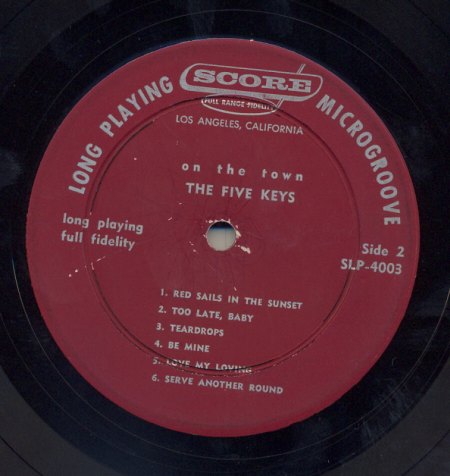 LONG PLAYING MICROGROOVE
SCORE
FULL RANGE FIDELITY
LOS ANGELES, CALIFORNIA
on the town
THE FIVE KEYS
long playing
full fidelity
Side 2
SLP-4003
1. RED SAILS IN THE SUNSET
2. TOO LATE, BABY
3. TEARDROPS
4. BE MINE
5. LOVE MY LOVING
6. SERVE ANOTHER ROUND